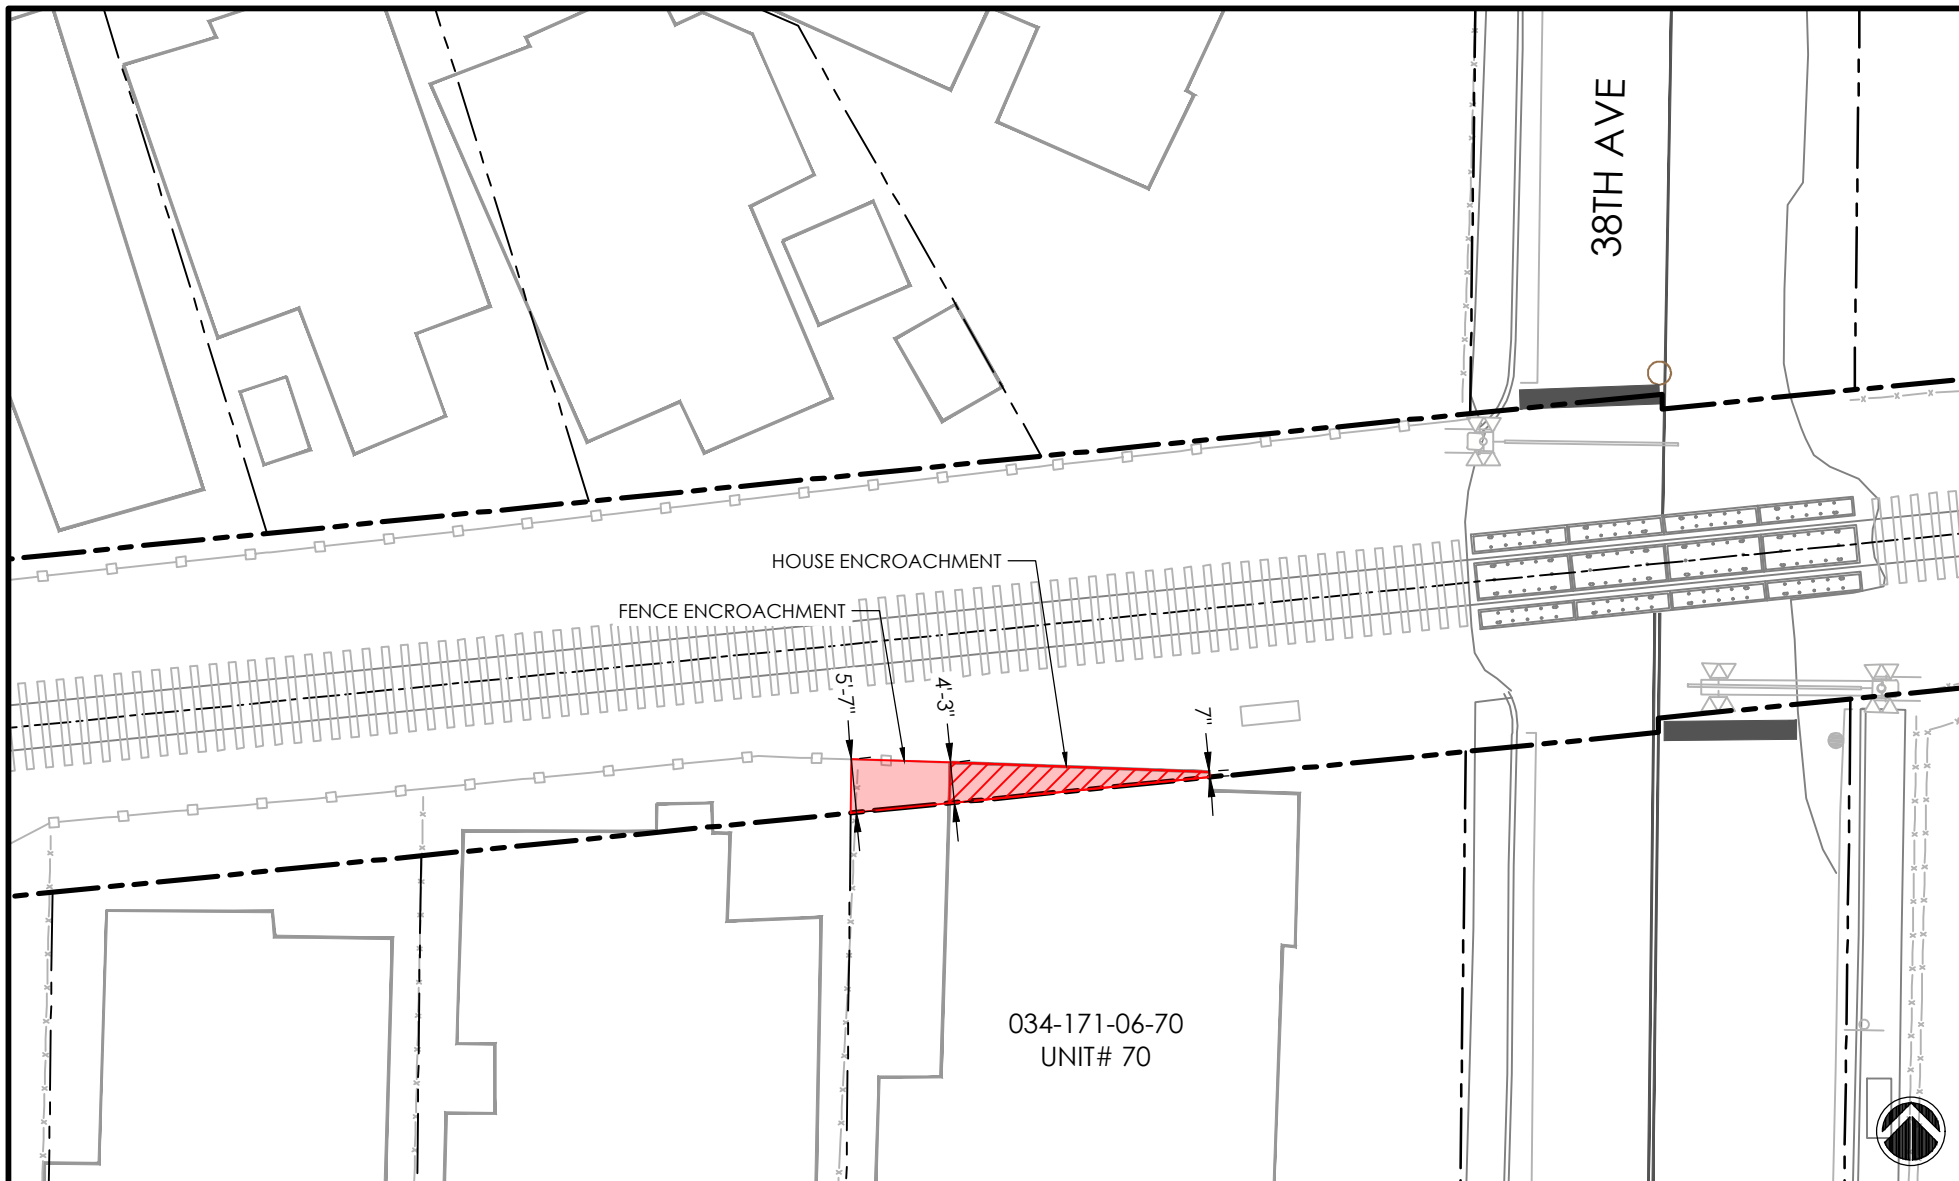 38TH AVE
HOUSE ENCROACHMENT
FENCE ENCROACHMENT
5'-7"
4'-3"
7"
034-171-06-70
UNIT# 70